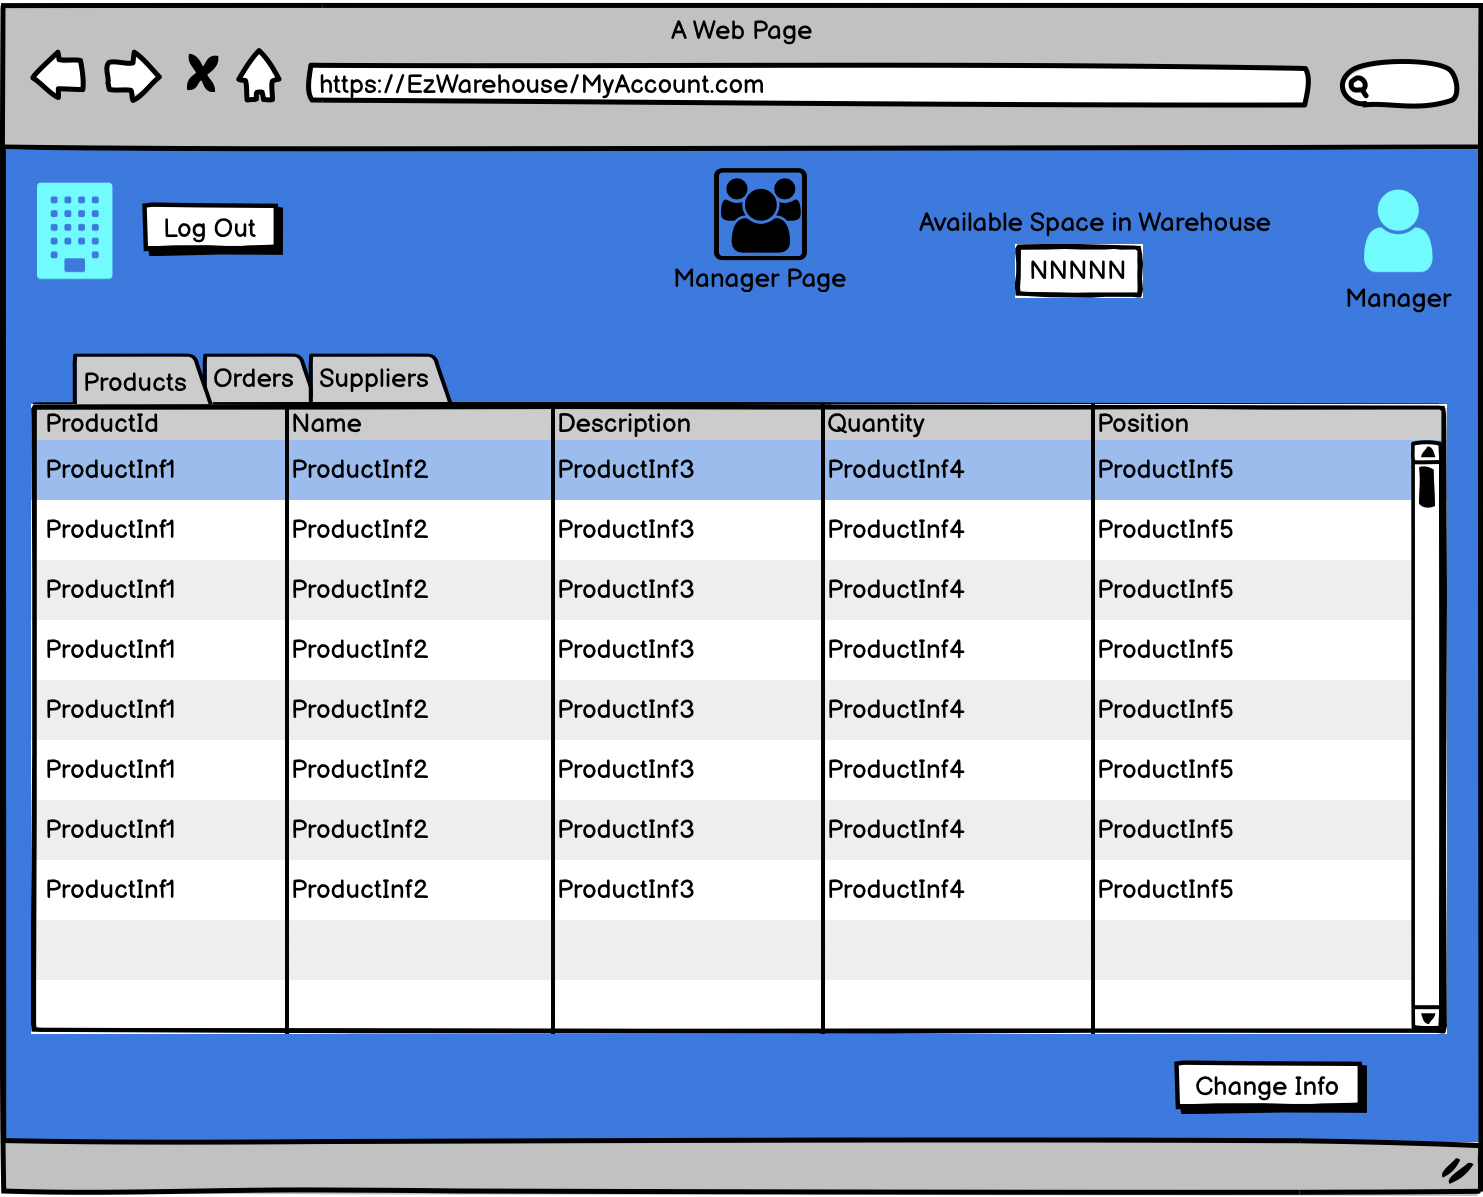 A Web Page
https://EzWarehouse/MyAccount.com
Log Out
Manager Page
Available Space in Warehouse
NNNNN
Manager
Products Orders Suppliers
ProductId Name Description Quantity Position
ProductInf1 ProductInf2 ProductInf3 ProductInf4 ProductInf5
ProductInf1 ProductInf2 ProductInf3 ProductInf4 ProductInf5
ProductInf1 ProductInf2 ProductInf3 ProductInf4 ProductInf5
ProductInf1 ProductInf2 ProductInf3 ProductInf4 ProductInf5
ProductInf1 ProductInf2 ProductInf3 ProductInf4 ProductInf5
ProductInf1 ProductInf2 ProductInf3 ProductInf4 ProductInf5
ProductInf1 ProductInf2 ProductInf3 ProductInf4 ProductInf5
ProductInf1 ProductInf2 ProductInf3 ProductInf4 ProductInf5
Change Info